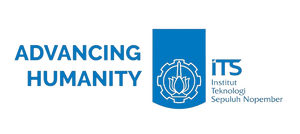 ADVANCING
HUMANITY
iTS
Institut
Teknologi
Sepuluh Nopember